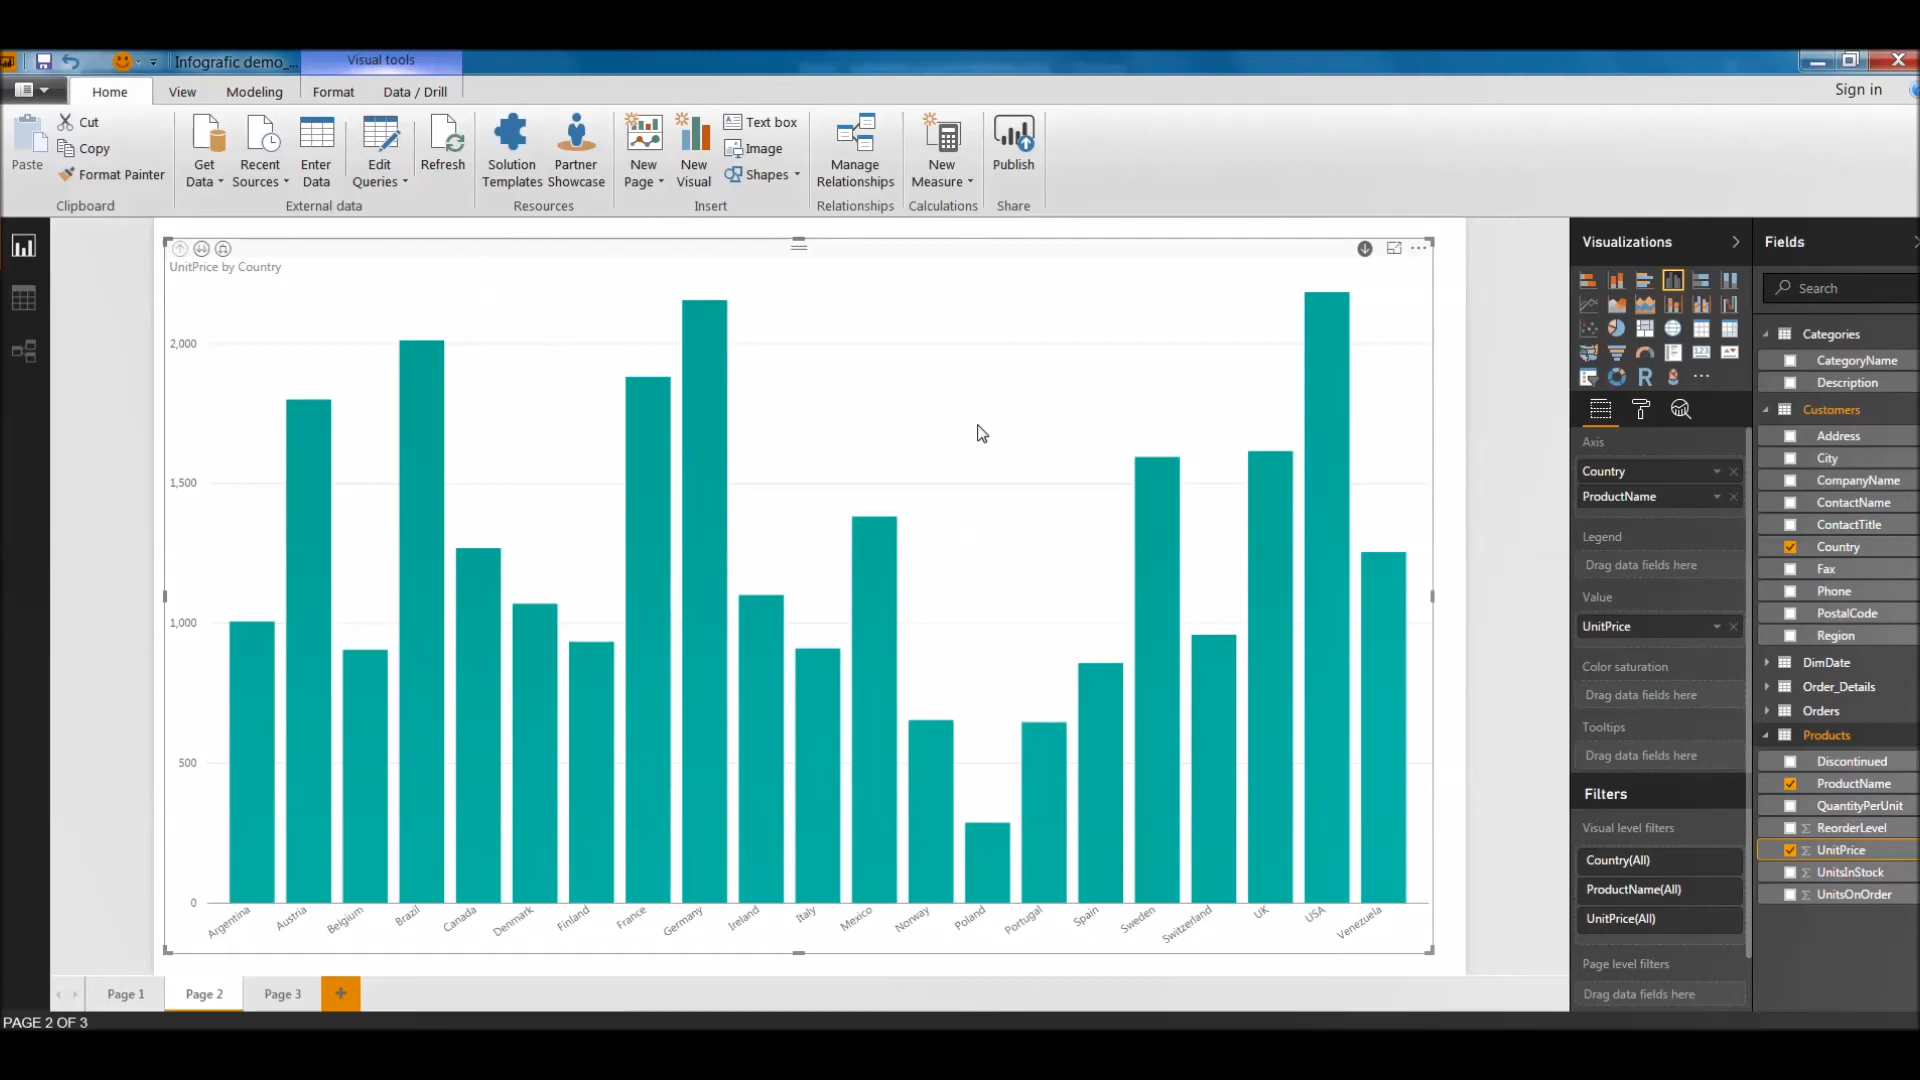 Infografic demo_...
Visual tools
Home
View
Modeling
Format
Data / Drill
Sign in
Paste
Cut
Copy
Format Painter
Clipboard
Get Data
Recent Sources
Enter Data
Edit Queries
Refresh
External data
Solution Templates
Partner Showcase
Resources
New Page
New Visual
Text box
Image
Shapes
Insert
Manage Relationships
Relationships
New Measure
Calculations
Publish
Share
UnitPrice by Country
2,000
1,500
1,000
500
0
Argentina
Austria
Belgium
Brazil
Canada
Denmark
Finland
France
Germany
Ireland
Italy
Mexico
Norway
Poland
Portugal
Spain
Sweden
Switzerland
UK
USA
Venezuela
Page 1
Page 2
Page 3
PAGE 2 OF 3
Visualizations
R
123
Axis
Country
ProductName
Legend
Drag data fields here
Value
UnitPrice
Color saturation
Drag data fields here
Tooltips
Drag data fields here
Filters
Visual level filters
Country(All)
ProductName(All)
UnitPrice(All)
Page level filters
Drag data fields here
Fields
Search
Categories
CategoryName
Description
Customers
Address
City
CompanyName
ContactName
ContactTitle
Country
Fax
Phone
PostalCode
Region
DimDate
Order_Details
Orders
Products
Discontinued
ProductName
QuantityPerUnit
Σ ReorderLevel
Σ UnitPrice
Σ UnitsInStock
Σ UnitsOnOrder